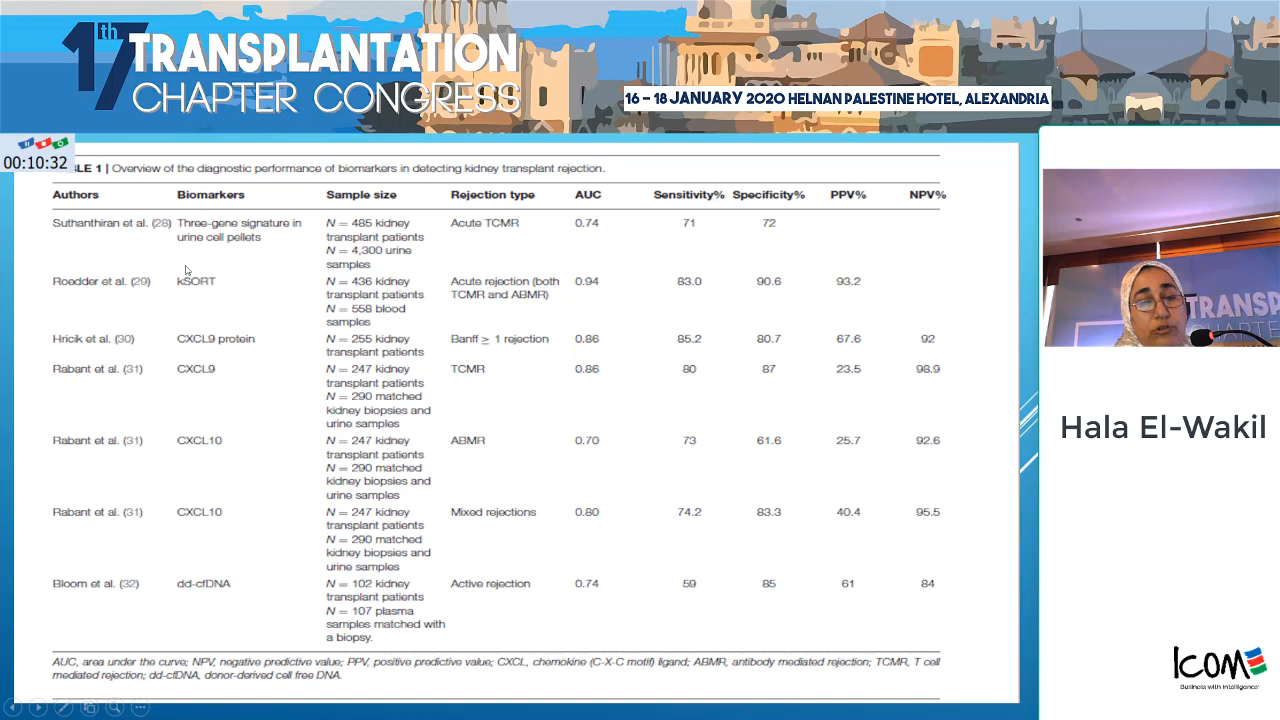 17th TRANSPLANTATION
CHAPTER CONGRESS
16 – 18 JANUARY 2020 HELNAN PALESTINE HOTEL, ALEXANDRIA
00:10:32
BLE 1 | Overview of the diagnostic performance of biomarkers in detecting kidney transplant rejection.
Authors Biomarkers Sample size Rejection type AUC Sensitivity% Specificity% PPV% NPV%
Suthanthiran et al. (28) Three-gene signature in N = 485 kidney Acute TCMR 0.74 71 72
urine cell pellets transplant patients
N = 4,300 urine
samples
Roedder et al. (29) kSORT N = 436 kidney Acute rejection (both 0.94 83.0 90.6 93.2
transplant patients TCMR and ABMR)
N = 558 blood
samples
Hricik et al. (30) CXCL9 protein N = 255 kidney Banff ≥ 1 rejection 0.86 85.2 80.7 67.6 92
transplant patients
Rabant et al. (31) CXCL9 N = 247 kidney TCMR 0.86 80 87 23.5 98.9
transplant patients
N = 290 matched
kidney biopsies and
urine samples
Rabant et al. (31) CXCL10 N = 247 kidney ABMR 0.70 73 61.6 25.7 92.6
transplant patients
N = 290 matched
kidney biopsies and
urine samples
Rabant et al. (31) CXCL10 N = 247 kidney Mixed rejections 0.80 74.2 83.3 40.4 95.5
transplant patients
N = 290 matched
kidney biopsies and
urine samples
Bloom et al. (32) dd-cfDNA N = 102 kidney Active rejection 0.74 59 85 61 84
transplant patients
N = 107 plasma
samples matched with
a biopsy.
AUC, area under the curve; NPV, negative predictive value; PPV, positive predictive value; CXCL, chemokine (C-X-C motif) ligand; ABMR, antibody mediated rejection; TCMR, T cell
mediated rejection; dd-cfDNA, donor-derived cell free DNA.
TRANSP
CHAPTER
Hala El-Wakil
ICOME
Business with Intelligence